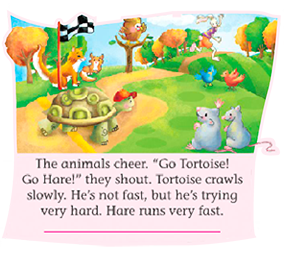 The animals cheer. “Go Tortoise!
Go Hare!” they shout. Tortoise crawls
slowly. He’s not fast, but he’s trying
very hard. Hare runs very fast.